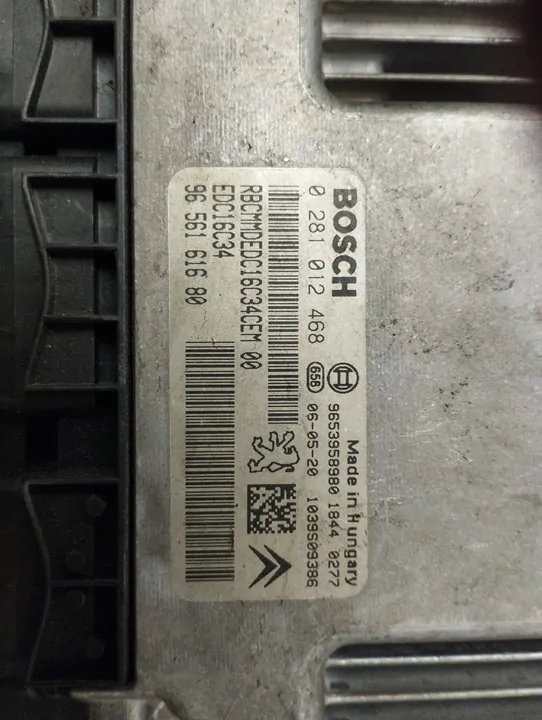 BOSCH
Made in Hungary
9653958980 1844 0277
0 281 012 468
658
06-05-20
1039S09386
RBCMMDEDC16C34CEM 00
EDC16C34
96 561 616 80